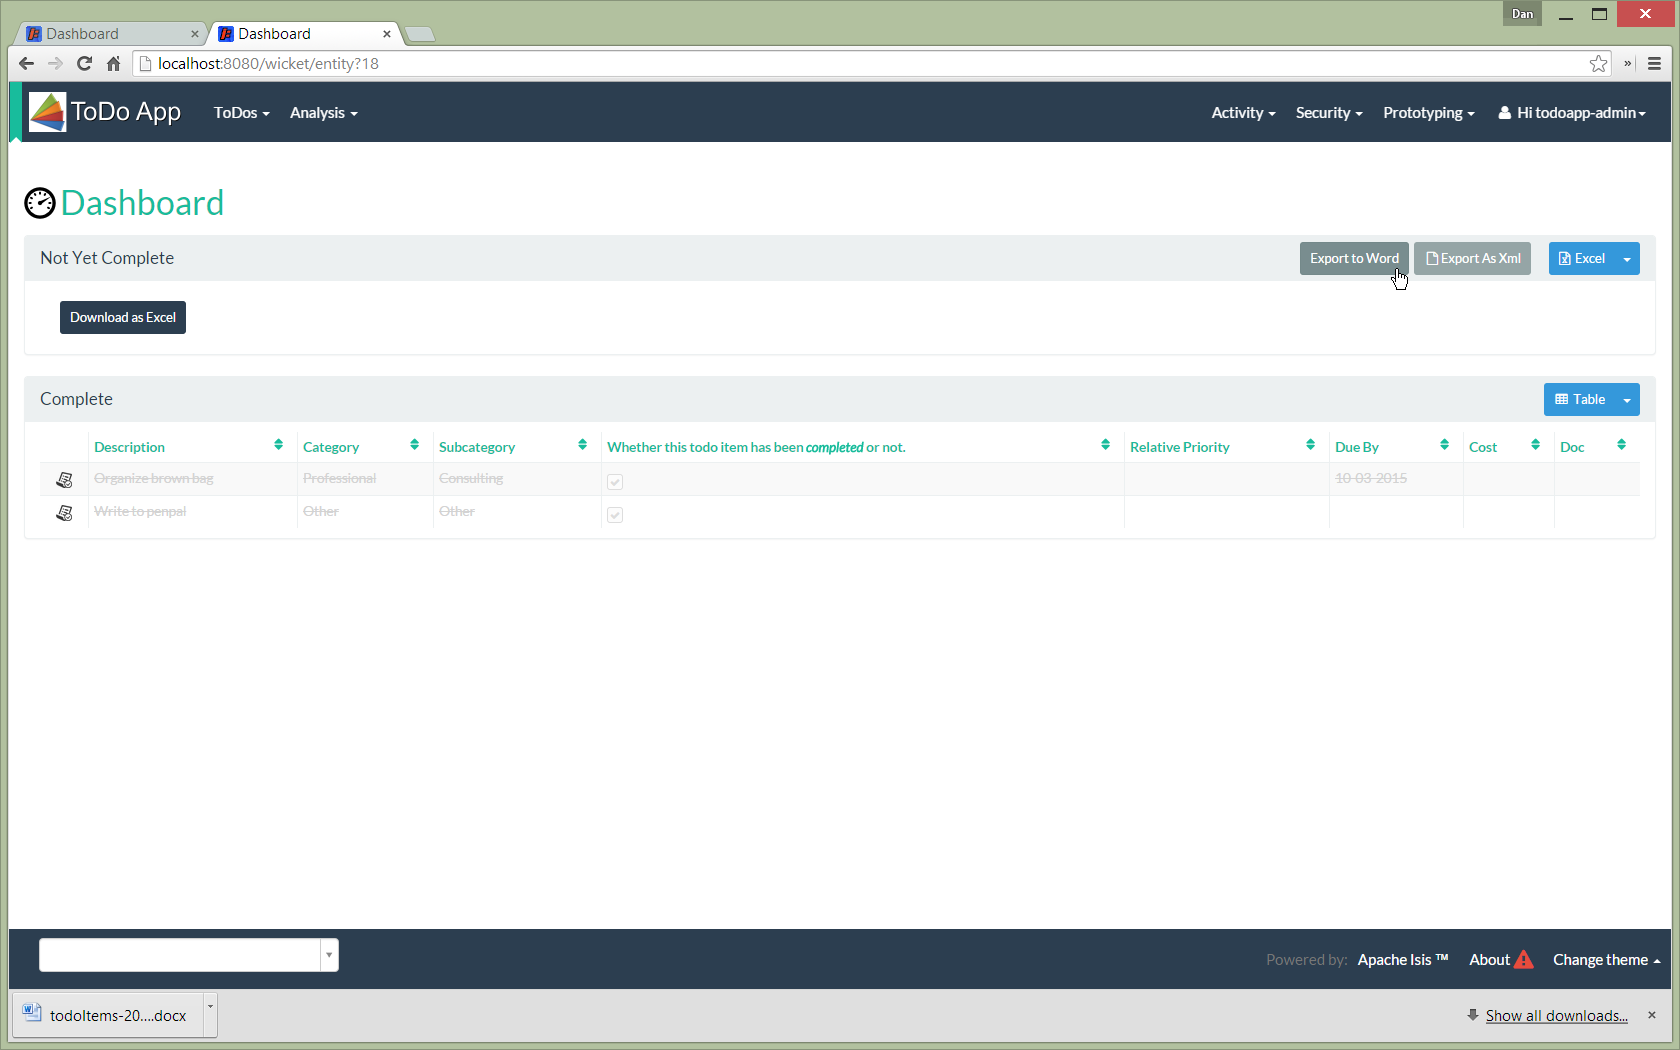 Dan
Dashboard
Dashboard
localhost:8080/wicket/entity?18
ToDo App ToDos Analysis Activity Security Prototyping Hi todoapp-admin
Dashboard
Not Yet Complete Export to Word Export As Xml Excel
Download as Excel
Complete Table
Description Category Subcategory Whether this todo item has been completed or not. Relative Priority Due By Cost Doc
Organize brown bag Professional Consulting 10-03-2015
Write to penpal Other Other
Powered by: Apache Isis ™ About Change theme
todoItems-20....docx Show all downloads...